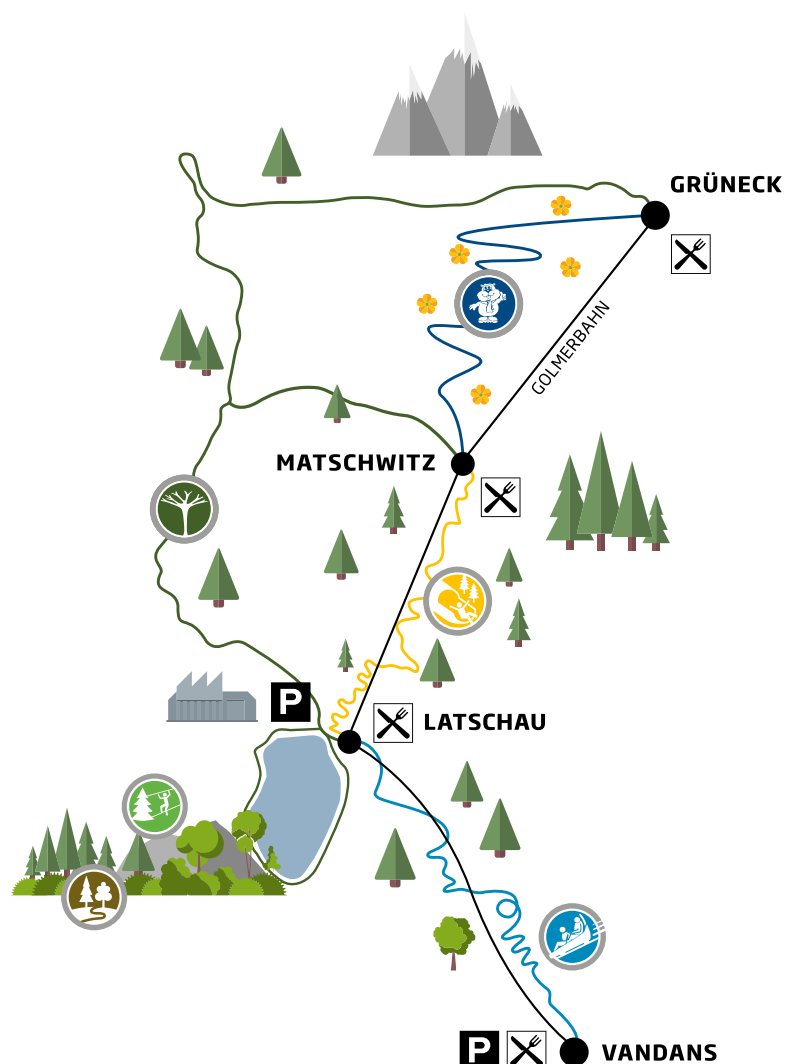 GRÜNECK
GOLMERBAHN
MATSCHWITZ
P
LATSCHAU
P
VANDANS